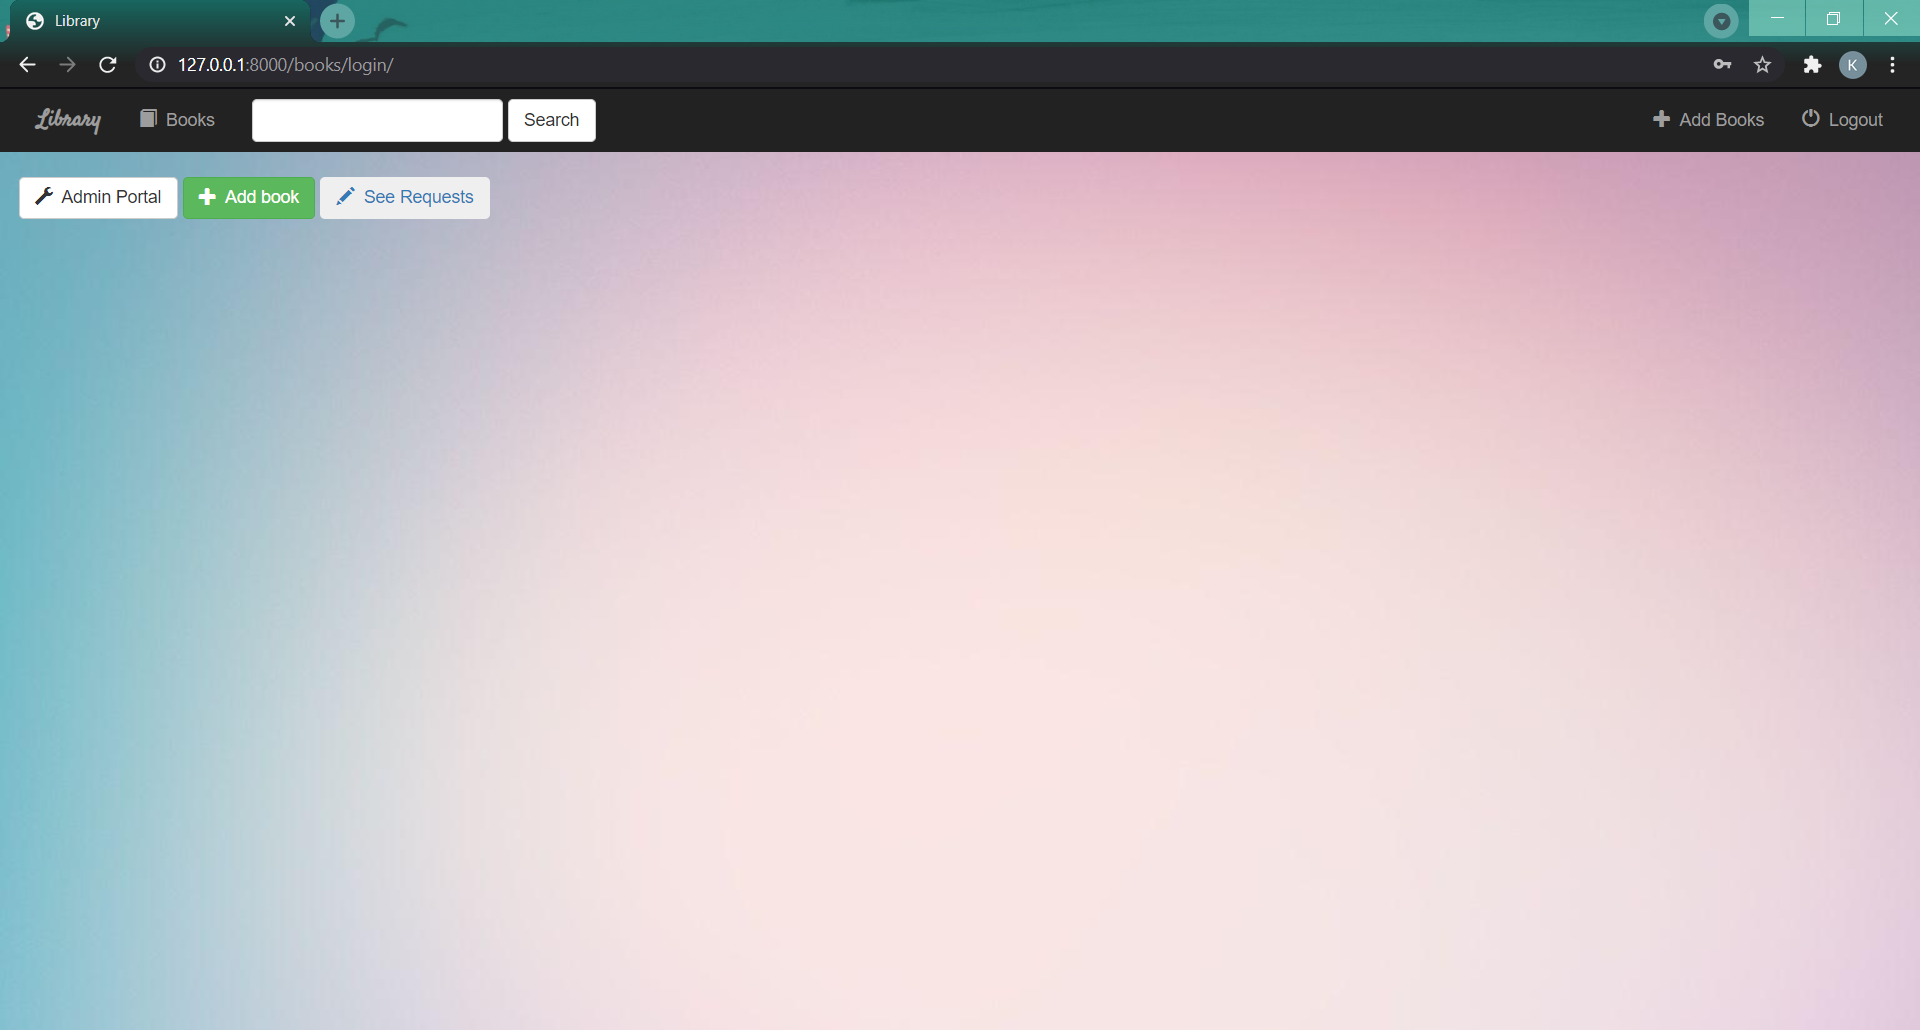 Library
127.0.0.1:8000/books/login/
K
Library Books Search Add Books Logout
Admin Portal Add book See Requests